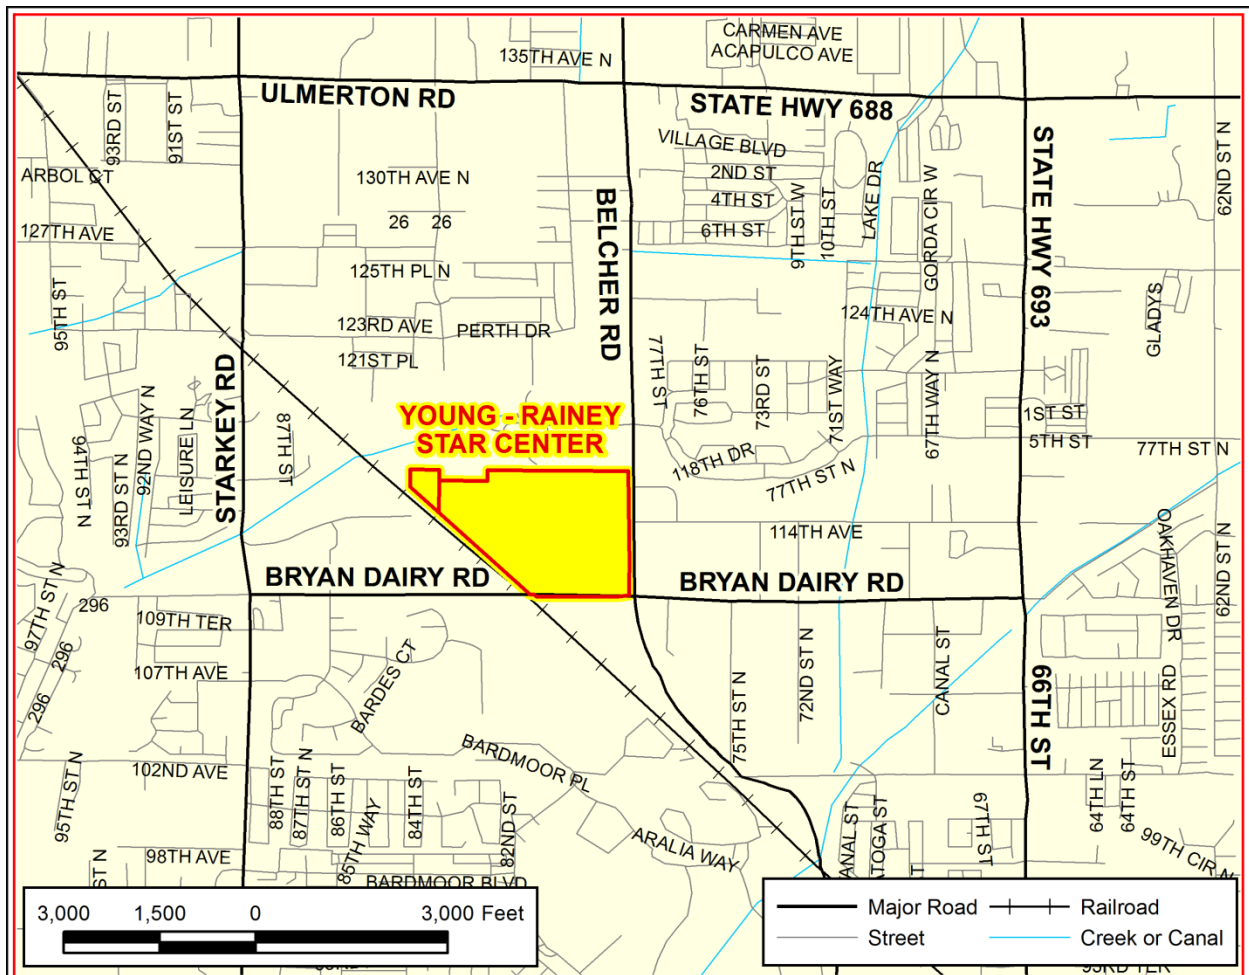 CARMEN AVE
ACAPULCO AVE
135TH AVE N
ULMERTON RD
STATE HWY 688
93RD ST
91ST ST
VILLAGE BLVD
STATE HWY 693
62ND ST N
ARBOL CT
130TH AVE N
2ND ST
4TH ST
6TH ST
9TH ST W
10TH ST
LAKE DR
GORDA CIR W
127TH AVE
26
26
BELCHER RD
125TH PL N
95TH ST
123RD AVE
PERTH DR
124TH AVE N
GLADYS
121ST PL
STARKEY RD
77TH ST
76TH ST
73RD ST
71ST WAY
67TH WAY N
1ST ST
5TH ST
77TH ST N
YOUNG - RAINEY
STAR CENTER
94TH ST N
93RD ST N
92ND WAY N
LEISURE LN
87TH ST
118TH DR
77TH ST N
114TH AVE
OAKHAVEN DR
62ND ST N
BRYAN DAIRY RD
BRYAN DAIRY RD
97TH ST N
296
296
296
109TH TER
107TH AVE
BARDES CT
75TH ST N
72ND ST N
CANAL ST
66TH ST
ESSEX RD
102ND AVE
BARDMOOR PL
95TH ST N
88TH ST
87TH ST N
86TH ST
85TH WAY
84TH ST
82ND ST
ARALIA WAY
ANAL ST
ATOGA ST
67TH ST
64TH LN
64TH ST
99TH CIR N
98TH AVE
ST N
BARDMOOR BLVD
3,000 1,500 0 3,000 Feet
Major Road
Railroad
Street
Creek or Canal
93RD TER